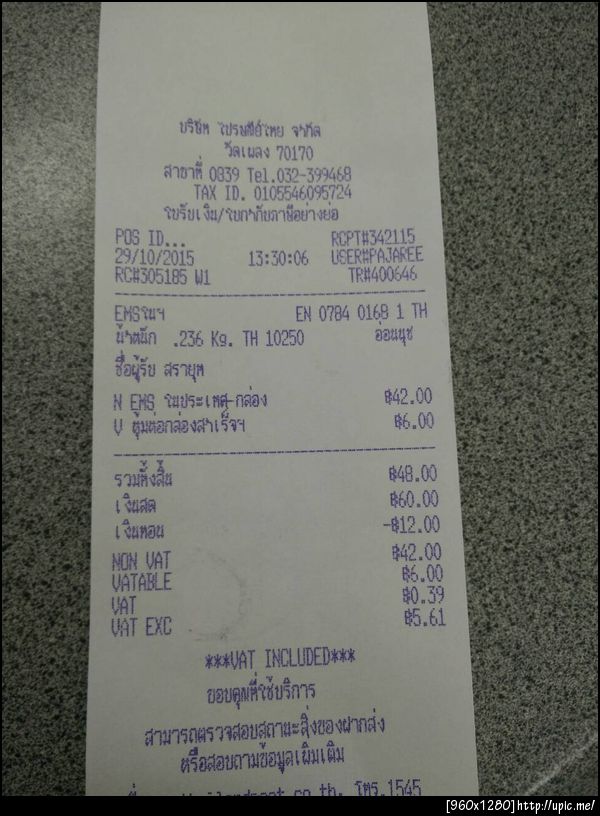 บริษัท ไปรษณีย์ไทย จำกัด
วัดเพลง 70170
สาขาที่ 0839 Tel.032-399468
TAX ID. 0105546095724
ใบรับเงิน/ใบกำกับภาษีอย่างย่อ
POS ID... RCPT#342115
29/10/2015 13:30:06 USER#PAJAREE
RC#305185 W1 TR#400646
EMSในฯ EN 0784 0168 1 TH
น้ำหนัก .236 Kg. TH 10250 อ่อนนุช
ชื่อผู้รับ สรายุท
N EMS ในประเทศ-กล่อง ฿42.00
V หุ้มห่อกล่องสำเร็จฯ ฿6.00
รวมทั้งสิ้น ฿48.00
เงินสด ฿60.00
เงินทอน -฿12.00
NON VAT ฿42.00
VATABLE ฿6.00
VAT ฿0.39
VAT EXC ฿5.61
***VAT INCLUDED***
ขอบคุณที่ใช้บริการ
สามารถตรวจสอบสถานะสิ่งของฝากส่ง
หรือสอบถามข้อมูลเพิ่มเติม
โทร.1545
[960x1280]http://upic.me/